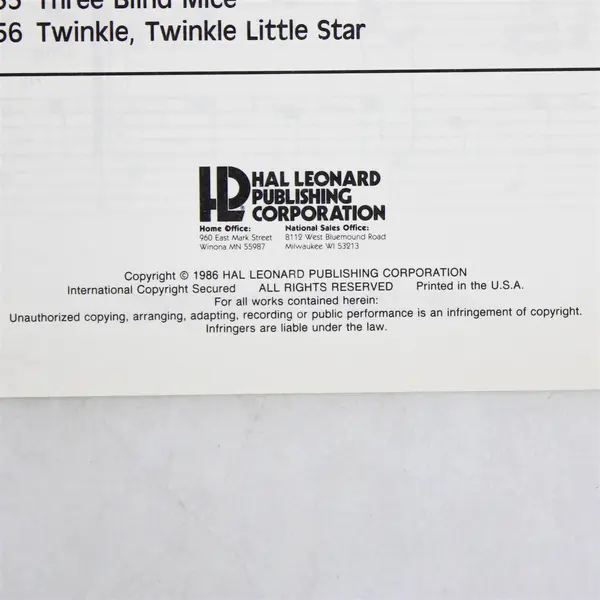 55 Three Blind Mice
56 Twinkle, Twinkle Little Star
HL HAL LEONARD
PUBLISHING
CORPORATION
Home Office: National Sales Office:
960 East Mark Street 8112 West Bluemound Road
Winona MN 55987 Milwaukee WI 53213
Copyright © 1986 HAL LEONARD PUBLISHING CORPORATION
International Copyright Secured ALL RIGHTS RESERVED Printed in the U.S.A.
For all works contained herein:
Unauthorized copying, arranging, adapting, recording or public performance is an infringement of copyright.
Infringers are liable under the law.